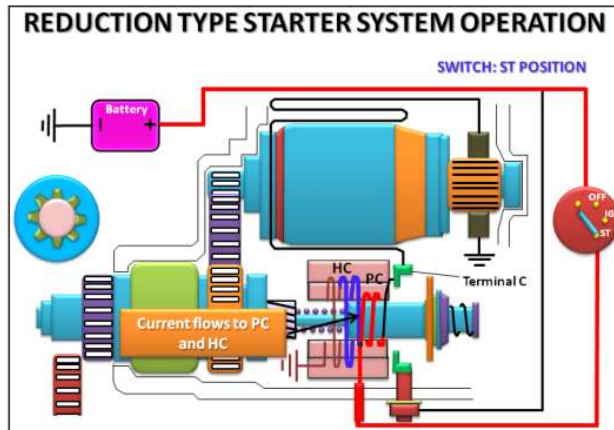 REDUCTION TYPE STARTER SYSTEM OPERATION
SWITCH: ST POSITION
Battery
- +
OFF
IG
ST
HC
PC
Terminal C
Current flows to PC
and HC